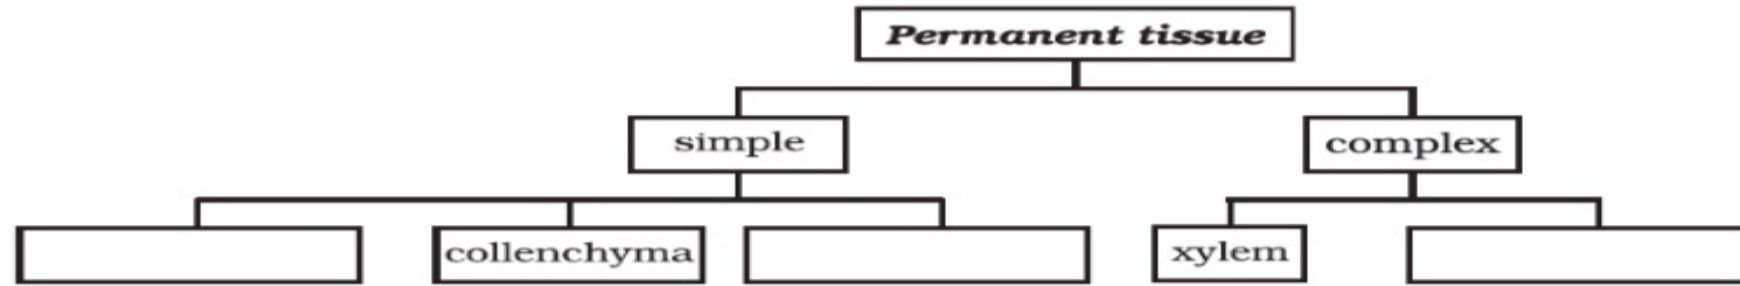 Permanent tissue
simple
complex
collenchyma
xylem